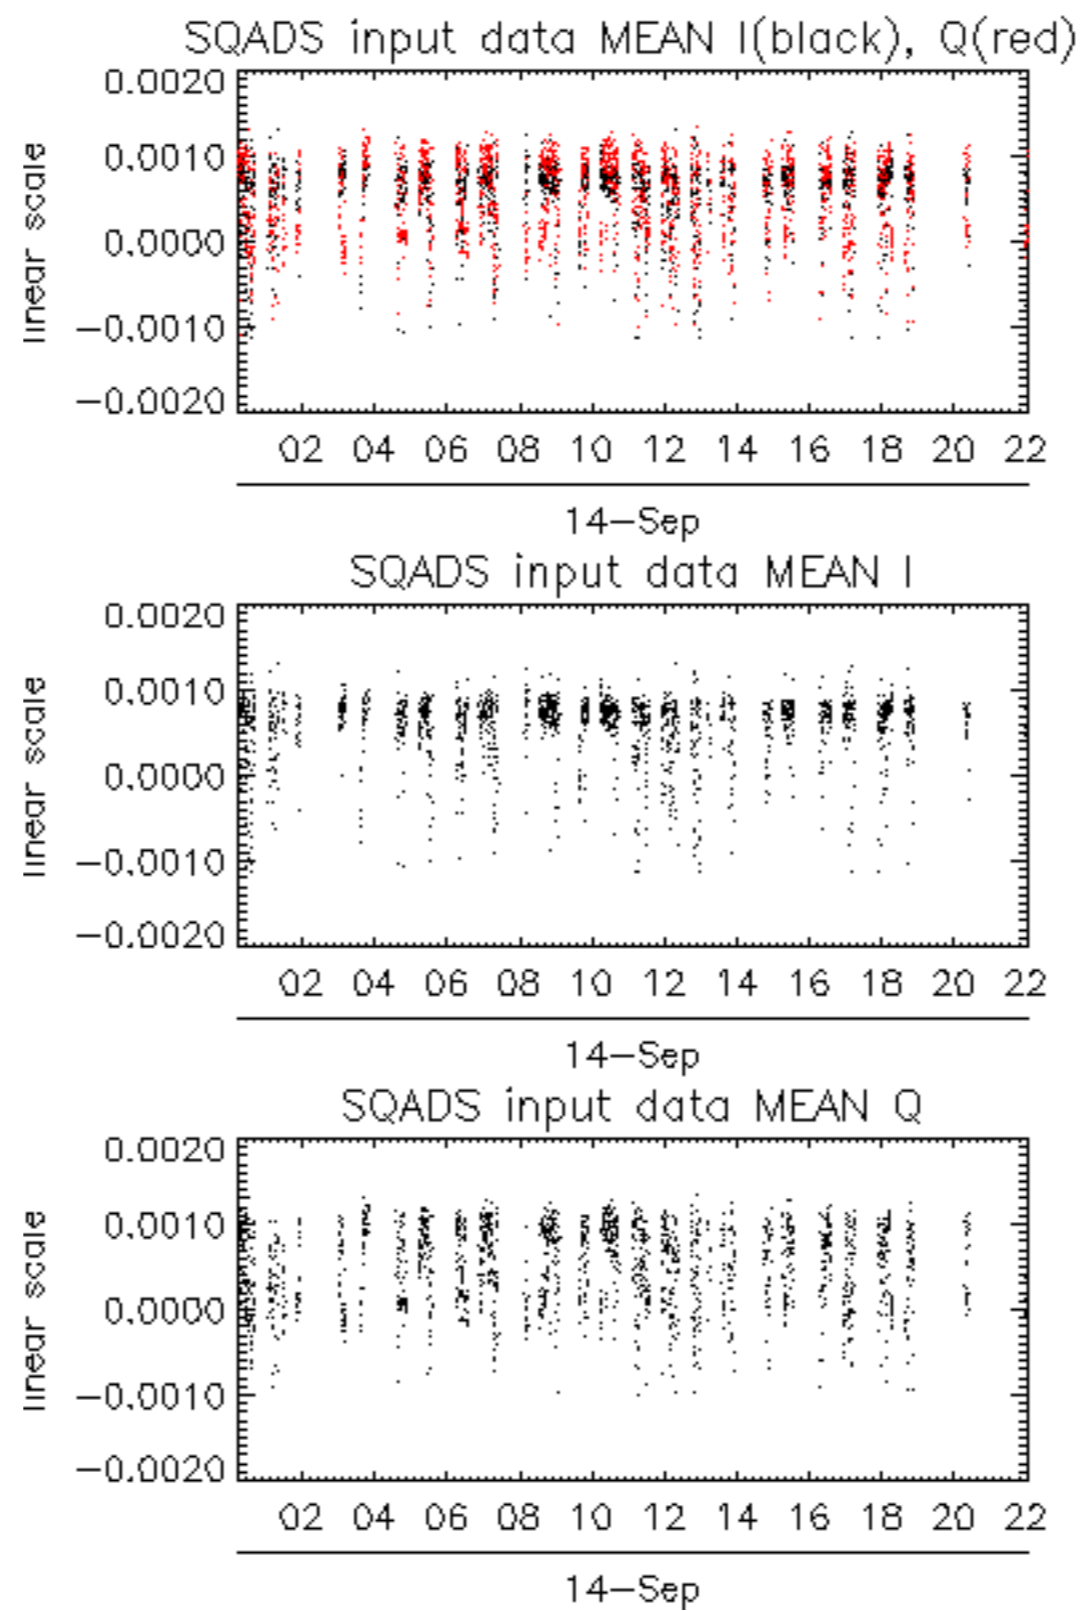 SQADS input data MEAN I(black), Q(red)
0.0020
0.0010
0.0000
−0.0010
−0.0020
linear scale
02 04 06 08 10 12 14 16 18 20 22
14−Sep
SQADS input data MEAN I
0.0020
0.0010
0.0000
−0.0010
−0.0020
linear scale
02 04 06 08 10 12 14 16 18 20 22
14−Sep
SQADS input data MEAN Q
0.0020
0.0010
0.0000
−0.0010
−0.0020
linear scale
02 04 06 08 10 12 14 16 18 20 22
14−Sep